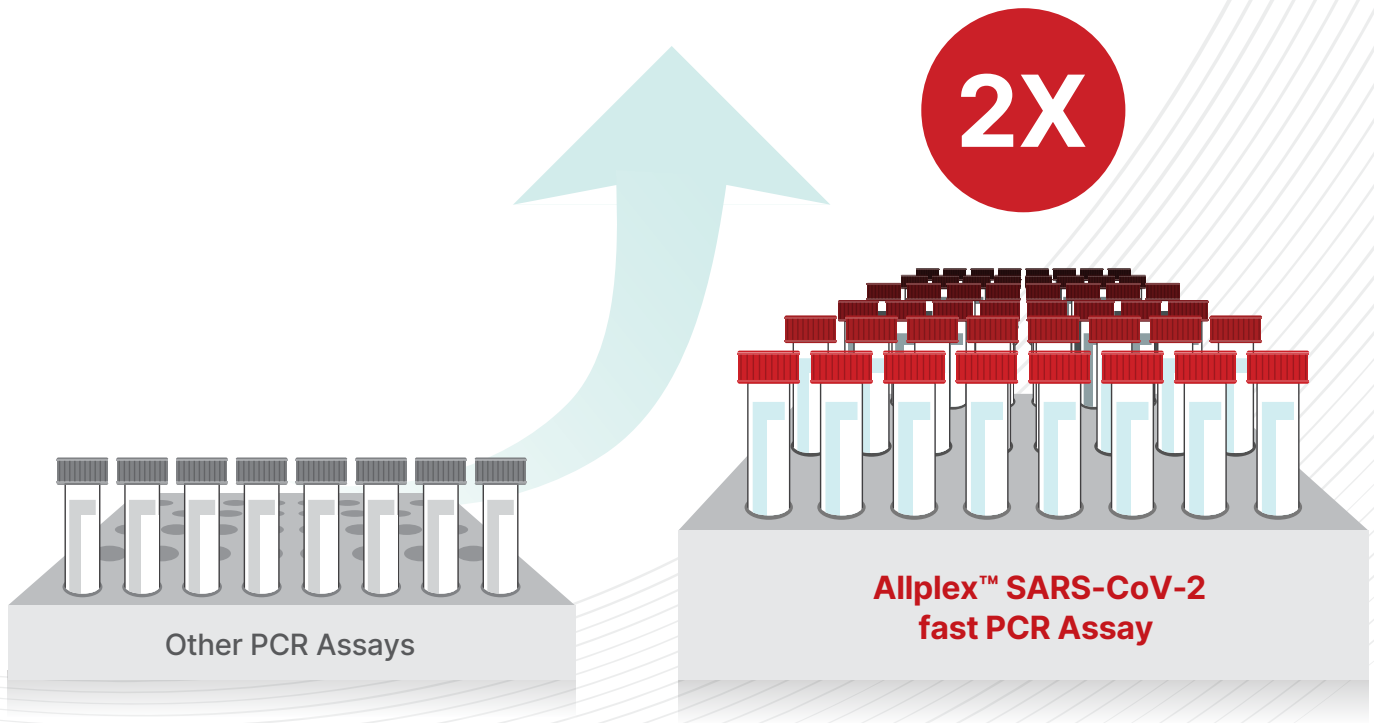 2X
Other PCR Assays
Allplex™ SARS-CoV-2
fast PCR Assay